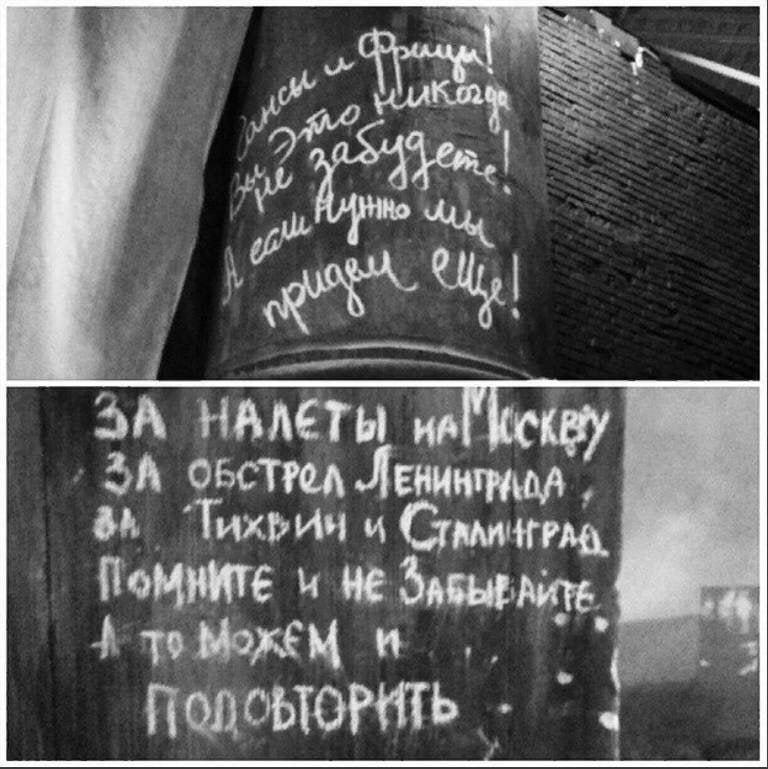 Гансы и Фрицы!
Вы Это никогда
не забудете!
А если Нужно мы
придем еще!
ЗА НАЛЕТЫ НА МОСКВУ
ЗА ОБСТРЕЛ ЛЕНИНГРАДА,
ЗА ТИХВИН и СТАЛИНГРАД
ПОМНИТЕ и НЕ ЗАБЫВАЙТЕ
А то МОЖЕМ и
ПОДОВТОРИТЬ